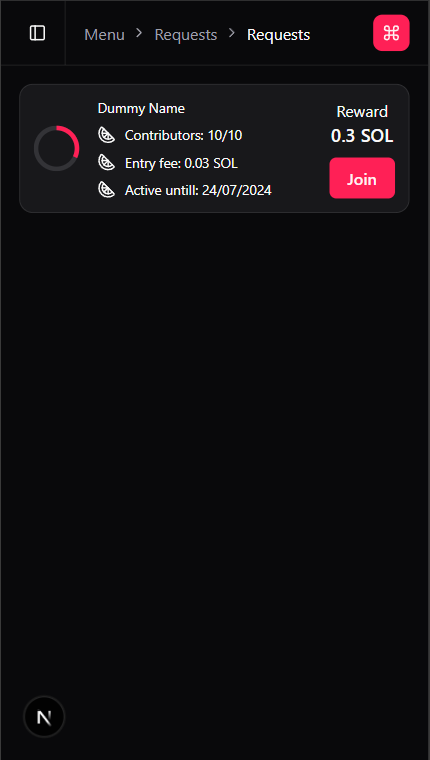 Menu > Requests > Requests
Dummy Name
Contributors: 10/10
Entry fee: 0.03 SOL
Active untill: 24/07/2024
Reward
0.3 SOL
Join
N